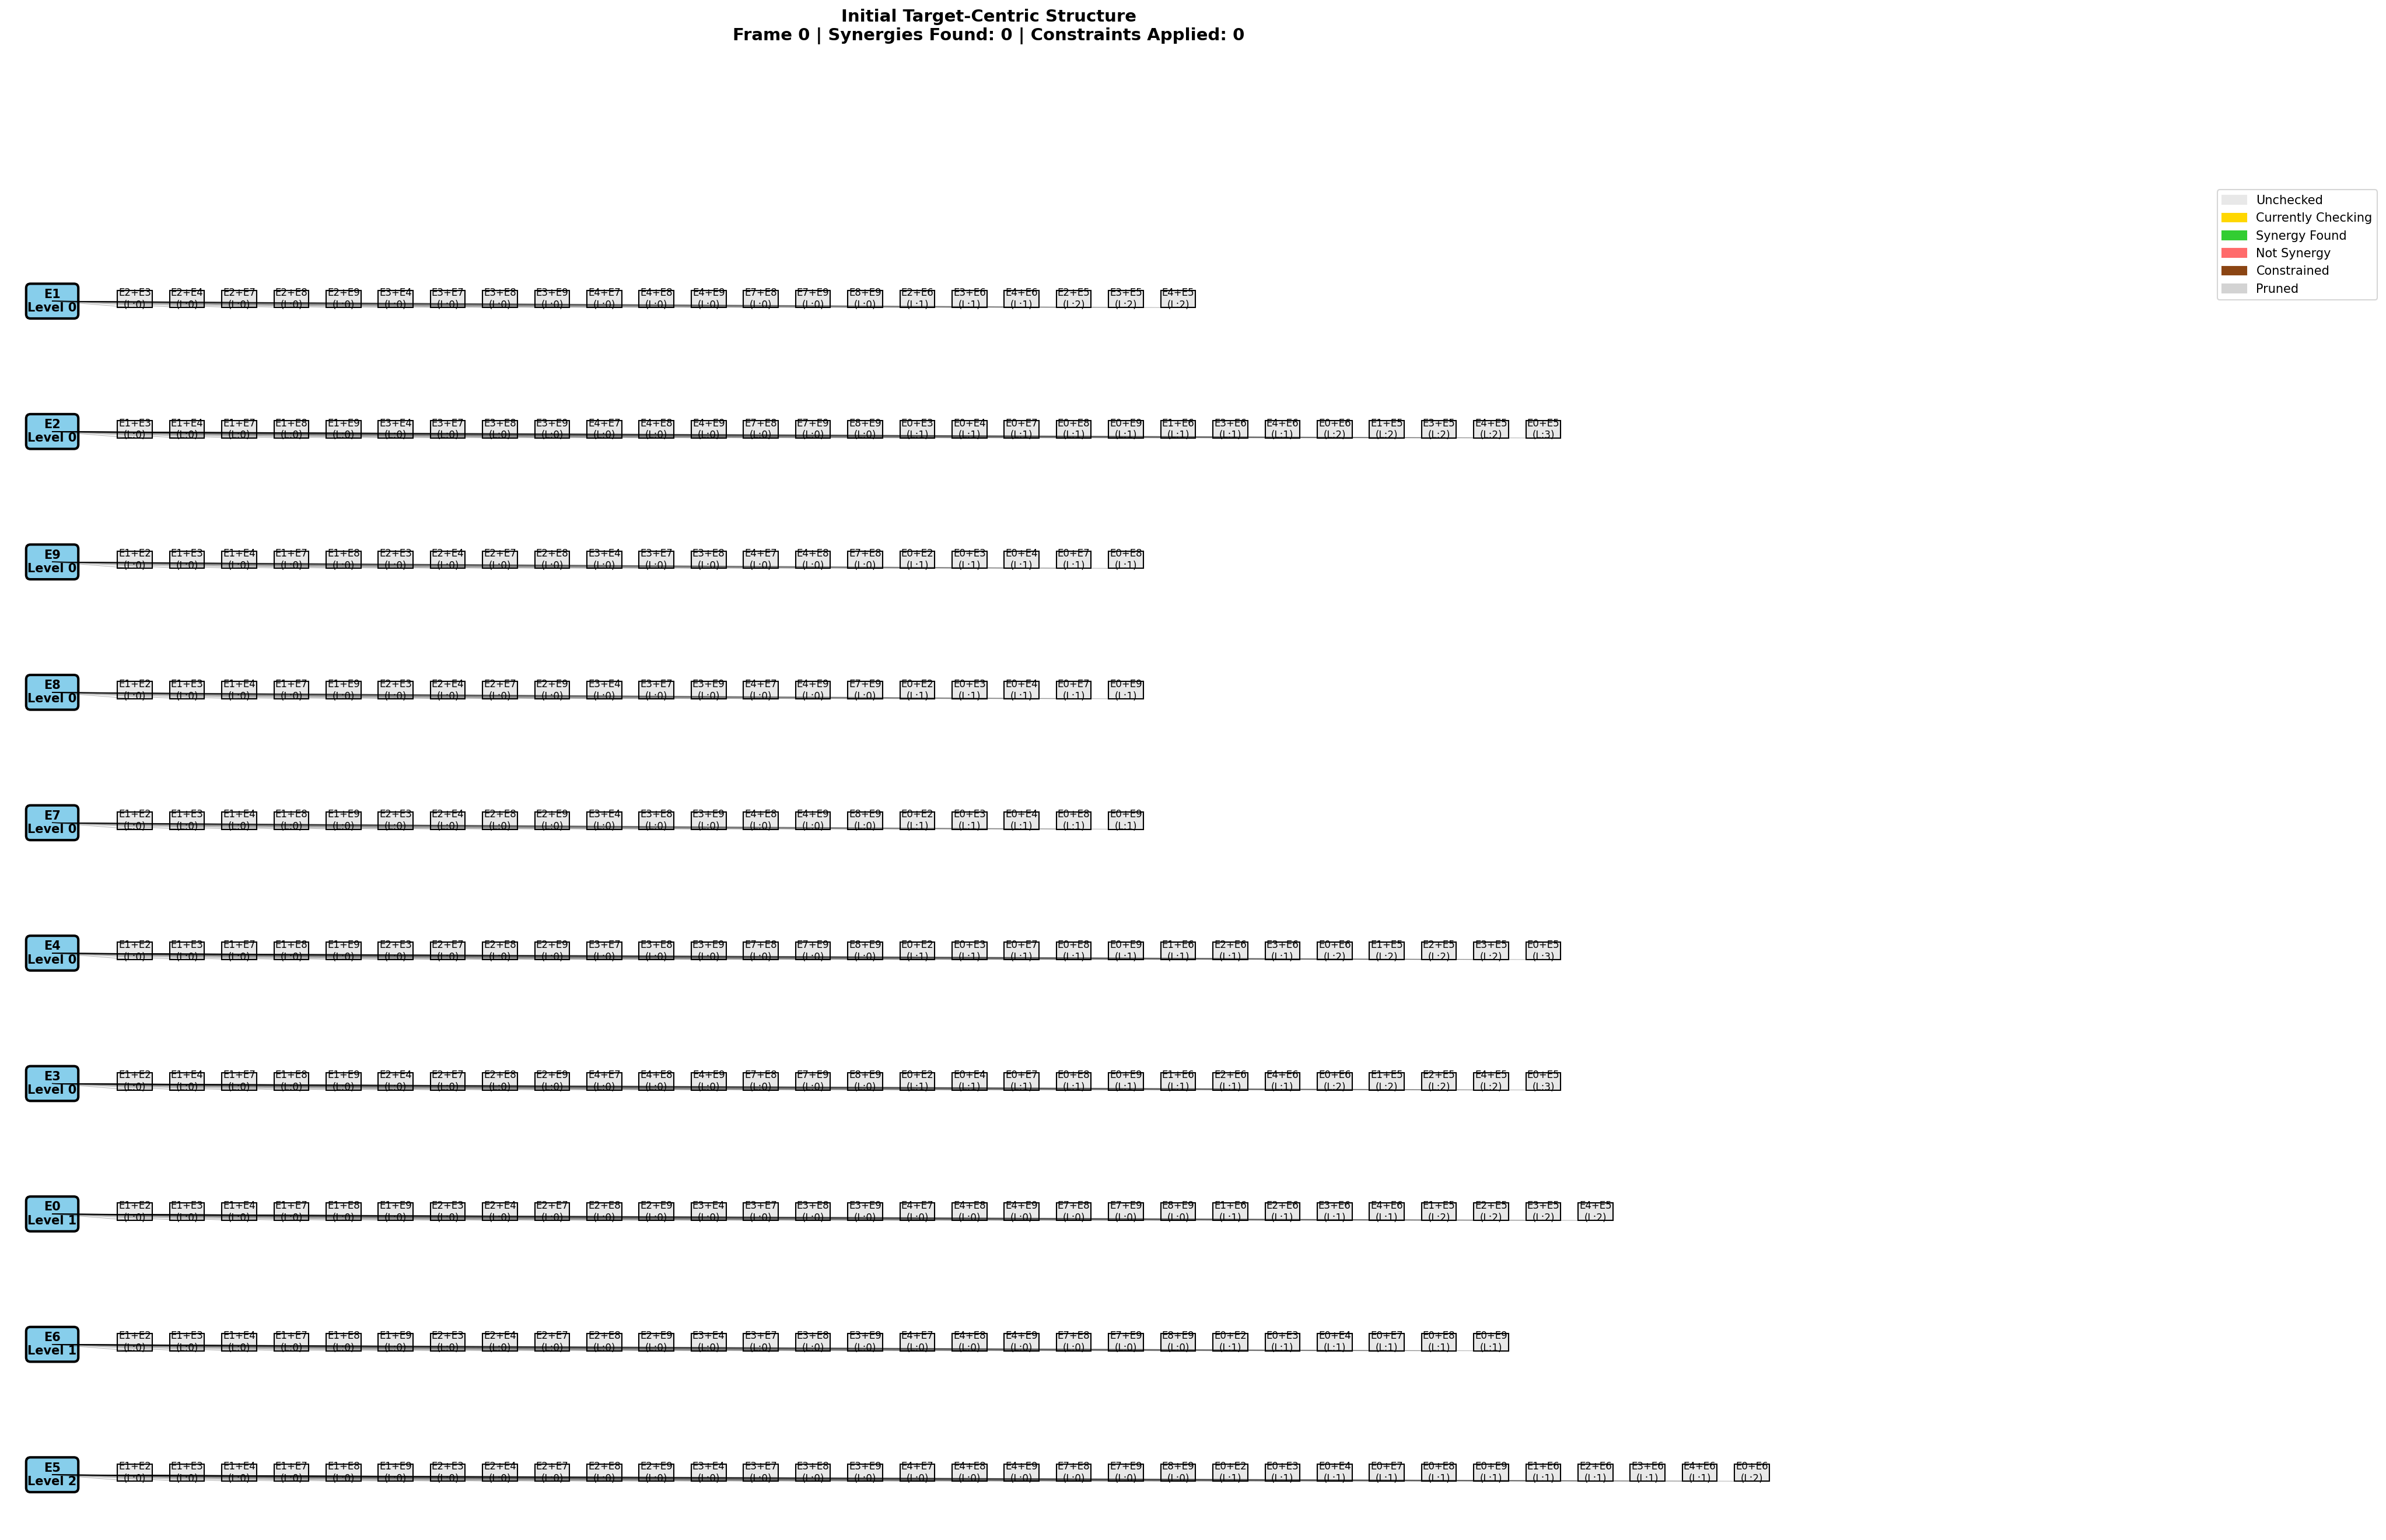 Initial Target-Centric Structure
Frame 0 | Synergies Found: 0 | Constraints Applied: 0
Unchecked
Currently Checking
Synergy Found
Not Synergy
Constrained
Pruned
E1 E2+E3 E2+E4 E2+E7 E2+E8 E2+E9 E3+E4 E3+E7 E3+E8 E3+E9 E4+E7 E4+E8 E4+E9 E7+E8 E7+E9 E8+E9 E2+E6 E3+E6 E4+E6 E2+E5 E3+E5 E4+E5
Level 0 (L:0) (L:0) (L:0) (L:0) (L:0) (L:0) (L:0) (L:0) (L:0) (L:0) (L:0) (L:0) (L:0) (L:0) (L:0) (L:1) (L:1) (L:1) (L:2) (L:2) (L:2)
E2 E1+E3 E1+E4 E1+E7 E1+E8 E1+E9 E3+E4 E3+E7 E3+E8 E3+E9 E4+E7 E4+E8 E4+E9 E7+E8 E7+E9 E8+E9 E0+E3 E0+E4 E0+E7 E0+E8 E0+E9 E1+E6 E3+E6 E4+E6 E0+E6 E1+E5 E3+E5 E4+E5 E0+E5
Level 0 (L:0) (L:0) (L:0) (L:0) (L:0) (L:0) (L:0) (L:0) (L:0) (L:0) (L:0) (L:0) (L:0) (L:0) (L:0) (L:1) (L:1) (L:1) (L:1) (L:1) (L:1) (L:1) (L:1) (L:2) (L:2) (L:2) (L:2) (L:3)
E9 E1+E2 E1+E3 E1+E4 E1+E7 E1+E8 E2+E3 E2+E4 E2+E7 E2+E8 E3+E4 E3+E7 E3+E8 E4+E7 E4+E8 E7+E8 E0+E2 E0+E3 E0+E4 E0+E7 E0+E8
Level 0 (L:0) (L:0) (L:0) (L:0) (L:0) (L:0) (L:0) (L:0) (L:0) (L:0) (L:0) (L:0) (L:0) (L:0) (L:0) (L:1) (L:1) (L:1) (L:1) (L:1)
E8 E1+E2 E1+E3 E1+E4 E1+E7 E1+E9 E2+E3 E2+E4 E2+E7 E2+E9 E3+E4 E3+E7 E3+E9 E4+E7 E4+E9 E7+E9 E0+E2 E0+E3 E0+E4 E0+E7 E0+E9
Level 0 (L:0) (L:0) (L:0) (L:0) (L:0) (L:0) (L:0) (L:0) (L:0) (L:0) (L:0) (L:0) (L:0) (L:0) (L:0) (L:1) (L:1) (L:1) (L:1) (L:1)
E7 E1+E2 E1+E3 E1+E4 E1+E8 E1+E9 E2+E3 E2+E4 E2+E8 E2+E9 E3+E4 E3+E8 E3+E9 E4+E8 E4+E9 E8+E9 E0+E2 E0+E3 E0+E4 E0+E8 E0+E9
Level 0 (L:0) (L:0) (L:0) (L:0) (L:0) (L:0) (L:0) (L:0) (L:0) (L:0) (L:0) (L:0) (L:0) (L:0) (L:0) (L:1) (L:1) (L:1) (L:1) (L:1)
E4 E1+E2 E1+E3 E1+E7 E1+E8 E1+E9 E2+E3 E2+E7 E2+E8 E2+E9 E3+E7 E3+E8 E3+E9 E7+E8 E7+E9 E8+E9 E0+E2 E0+E3 E0+E7 E0+E8 E0+E9 E1+E6 E2+E6 E3+E6 E0+E6 E1+E5 E2+E5 E3+E5 E0+E5
Level 0 (L:0) (L:0) (L:0) (L:0) (L:0) (L:0) (L:0) (L:0) (L:0) (L:0) (L:0) (L:0) (L:0) (L:0) (L:0) (L:1) (L:1) (L:1) (L:1) (L:1) (L:1) (L:1) (L:1) (L:2) (L:2) (L:2) (L:2) (L:3)
E3 E1+E2 E1+E4 E1+E7 E1+E8 E1+E9 E2+E4 E2+E7 E2+E8 E2+E9 E4+E7 E4+E8 E4+E9 E7+E8 E7+E9 E8+E9 E0+E2 E0+E4 E0+E7 E0+E8 E0+E9 E1+E6 E2+E6 E4+E6 E0+E6 E1+E5 E2+E5 E4+E5 E0+E5
Level 0 (L:0) (L:0) (L:0) (L:0) (L:0) (L:0) (L:0) (L:0) (L:0) (L:0) (L:0) (L:0) (L:0) (L:0) (L:0) (L:1) (L:1) (L:1) (L:1) (L:1) (L:1) (L:1) (L:1) (L:2) (L:2) (L:2) (L:2) (L:3)
E0 E1+E2 E1+E3 E1+E4 E1+E7 E1+E8 E1+E9 E2+E3 E2+E4 E2+E7 E2+E8 E2+E9 E3+E4 E3+E7 E3+E8 E3+E9 E4+E7 E4+E8 E4+E9 E7+E8 E7+E9 E8+E9 E1+E6 E2+E6 E3+E6 E4+E6 E1+E5 E2+E5 E3+E5 E4+E5
Level 1 (L:0) (L:0) (L:0) (L:0) (L:0) (L:0) (L:0) (L:0) (L:0) (L:0) (L:0) (L:0) (L:0) (L:0) (L:0) (L:0) (L:0) (L:0) (L:0) (L:0) (L:0) (L:1) (L:1) (L:1) (L:1) (L:2) (L:2) (L:2) (L:2)
E6 E1+E2 E1+E3 E1+E4 E1+E7 E1+E8 E1+E9 E2+E3 E2+E4 E2+E7 E2+E8 E2+E9 E3+E4 E3+E7 E3+E8 E3+E9 E4+E7 E4+E8 E4+E9 E7+E8 E7+E9 E8+E9 E0+E2 E0+E3 E0+E4 E0+E7 E0+E8 E0+E9
Level 1 (L:0) (L:0) (L:0) (L:0) (L:0) (L:0) (L:0) (L:0) (L:0) (L:0) (L:0) (L:0) (L:0) (L:0) (L:0) (L:0) (L:0) (L:0) (L:0) (L:0) (L:0) (L:1) (L:1) (L:1) (L:1) (L:1) (L:1)
E5 E1+E2 E1+E3 E1+E4 E1+E7 E1+E8 E1+E9 E2+E3 E2+E4 E2+E7 E2+E8 E2+E9 E3+E4 E3+E7 E3+E8 E3+E9 E4+E7 E4+E8 E4+E9 E7+E8 E7+E9 E8+E9 E0+E2 E0+E3 E0+E4 E0+E7 E0+E8 E0+E9 E1+E6 E2+E6 E3+E6 E4+E6 E0+E6
Level 2 (L:0) (L:0) (L:0) (L:0) (L:0) (L:0) (L:0) (L:0) (L:0) (L:0) (L:0) (L:0) (L:0) (L:0) (L:0) (L:0) (L:0) (L:0) (L:0) (L:0) (L:0) (L:1) (L:1) (L:1) (L:1) (L:1) (L:1) (L:1) (L:1) (L:1) (L:1) (L:2)